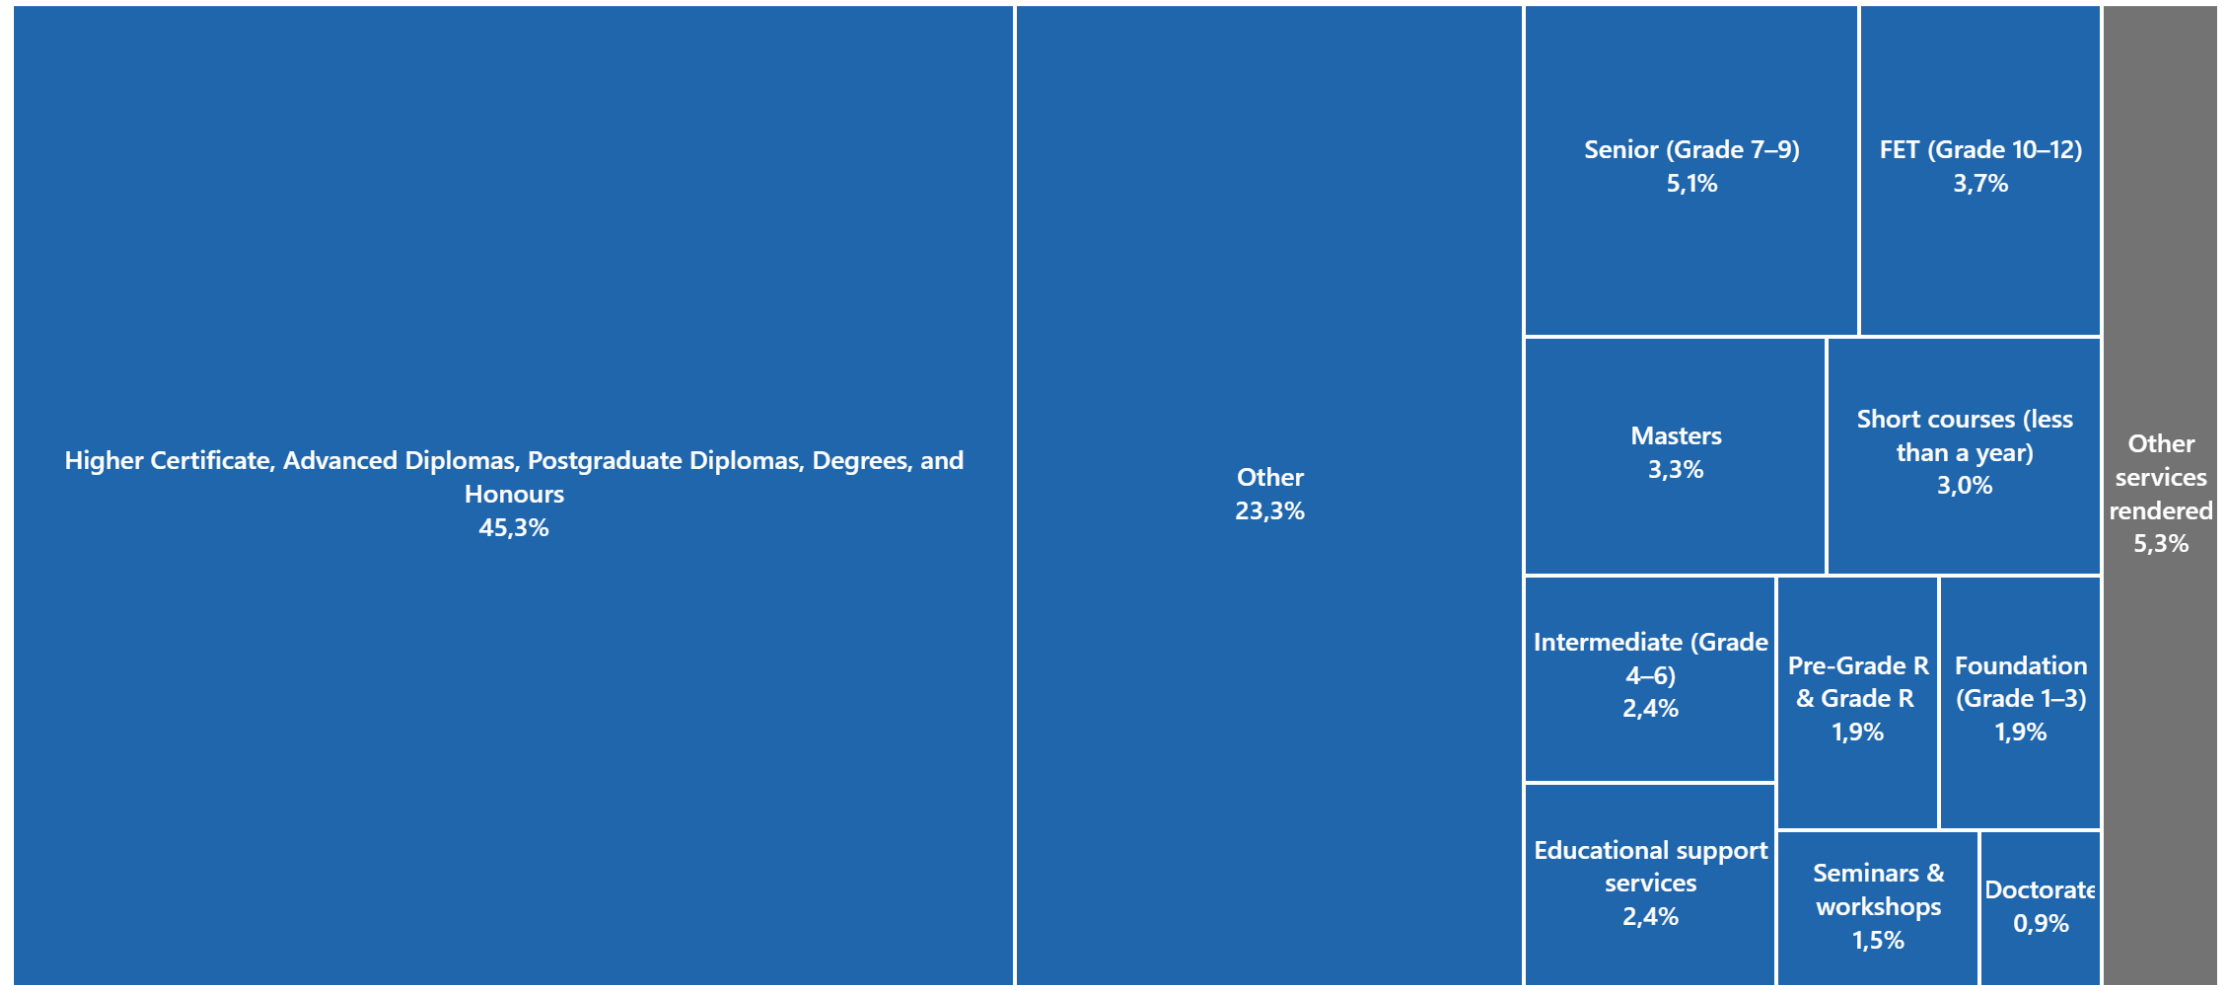 Higher Certificate, Advanced Diplomas, Postgraduate Diplomas, Degrees, and
Honours
45,3%
Other
23,3%
Senior (Grade 7–9)
5,1%
FET (Grade 10–12)
3,7%
Masters
3,3%
Short courses (less
than a year)
3,0%
Intermediate (Grade
4–6)
2,4%
Pre-Grade R
& Grade R
1,9%
Foundation
(Grade 1–3)
1,9%
Educational support
services
2,4%
Seminars &
workshops
1,5%
Doctorate
0,9%
Other
services
rendered
5,3%